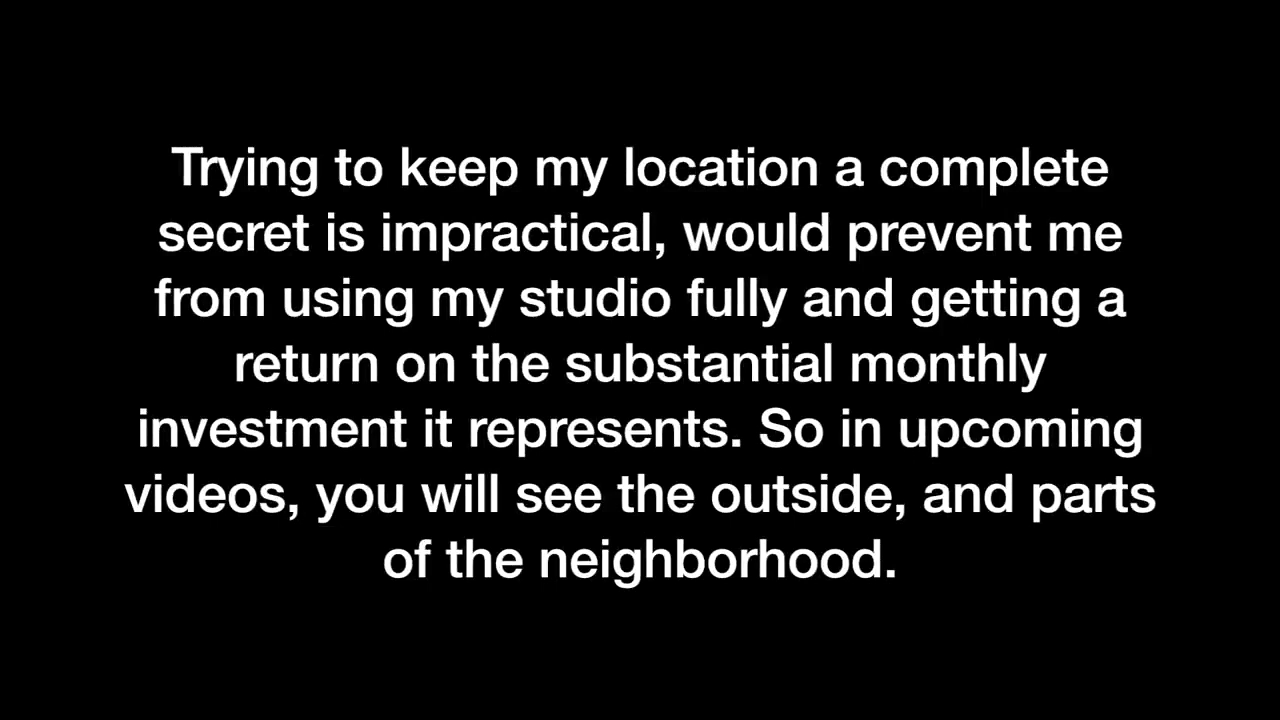 Trying to keep my location a complete
secret is impractical, would prevent me
from using my studio fully and getting a
return on the substantial monthly
investment it represents. So in upcoming
videos, you will see the outside, and parts
of the neighborhood.